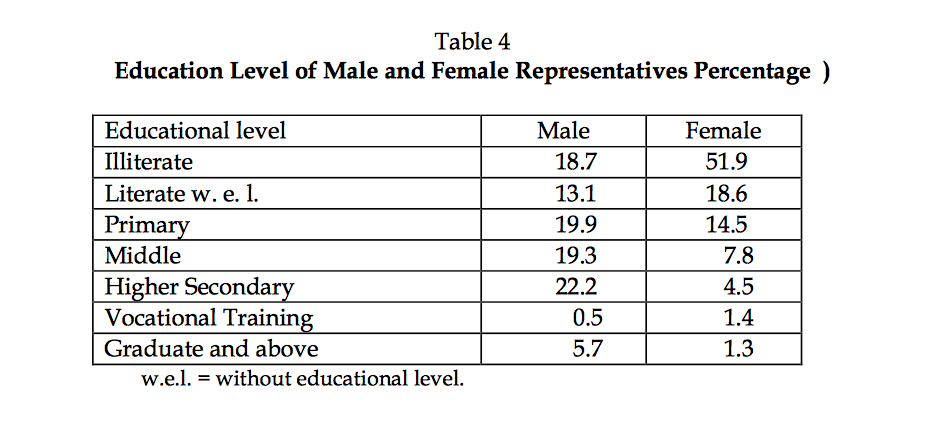 Table 4
Education Level of Male and Female Representatives Percentage )
Educational level Male Female
Illiterate 18.7 51.9
Literate w. e. l. 13.1 18.6
Primary 19.9 14.5
Middle 19.3 7.8
Higher Secondary 22.2 4.5
Vocational Training 0.5 1.4
Graduate and above 5.7 1.3
w.e.l. = without educational level.